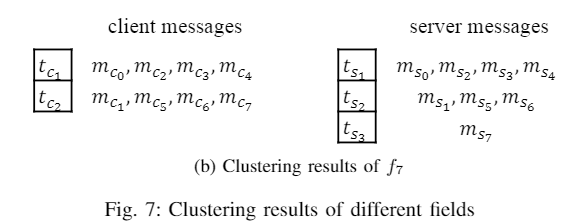 client messages server messages
t_{c_1} m_{c_0}, m_{c_2}, m_{c_3}, m_{c_4} t_{s_1} m_{s_0}, m_{s_2}, m_{s_3}, m_{s_4}
t_{c_2} m_{c_1}, m_{c_5}, m_{c_6}, m_{c_7} t_{s_2} m_{s_1}, m_{s_5}, m_{s_6}
t_{s_3} m_{s_7}
(b) Clustering results of f_7
Fig. 7: Clustering results of different fields